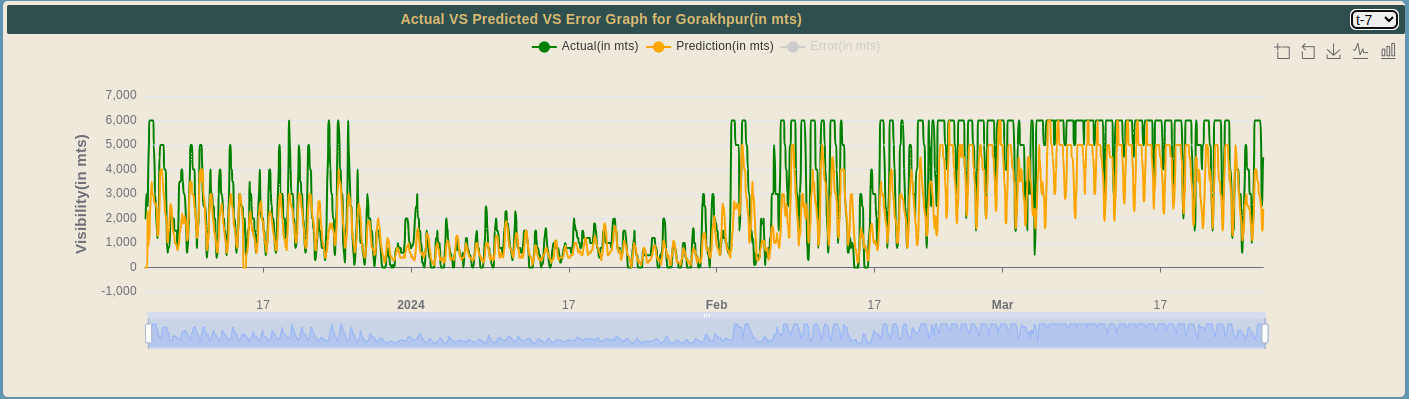 Actual VS Predicted VS Error Graph for Gorakhpur(in mts)
t-7
Actual(in mts) Prediction(in mts) Error(in mts)
Visibility(in mts)
7,000
6,000
5,000
4,000
3,000
2,000
1,000
0
-1,000
17 2024 17 Feb 17 Mar 17